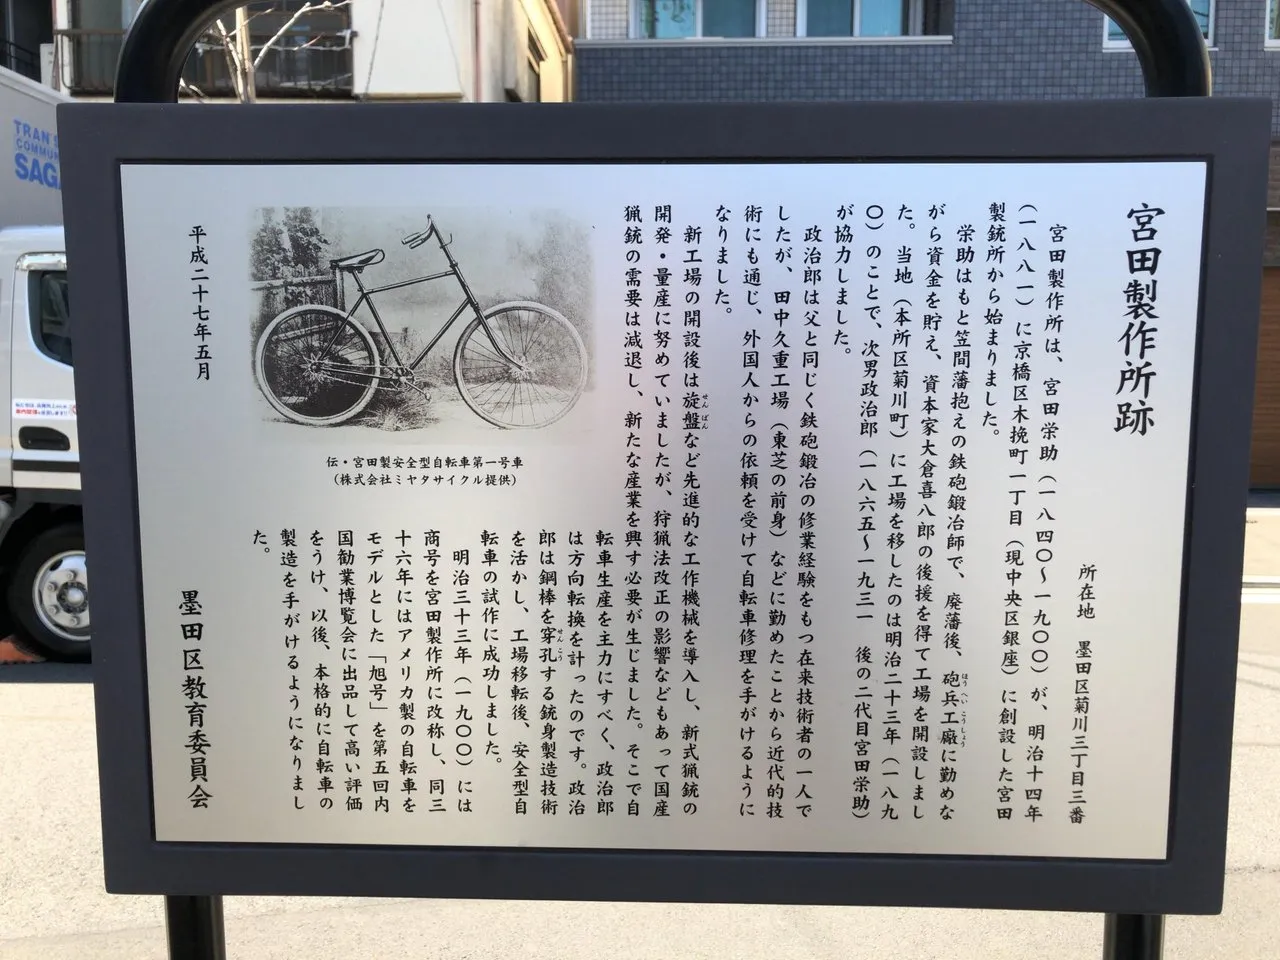 宮田製作所跡
所在地　墨田区菊川三丁目三番
宮田製作所は、宮田栄助（一八四〇～一九〇〇）が、明治十四年
（一八八一）に京橋区木挽町一丁目（現中央区銀座）に創設した宮田
製銃所から始まりました。
栄助はもと笠間藩抱えの鉄砲鍛冶師で、廃藩後、砲兵工廠に勤めな
ほうへいこうしょう
がら資金を貯え、資本家大倉喜八郎の後援を得て工場を開設しまし
た。当地（本所区菊川町）に工場を移したのは明治二十三年（一八九
〇）のことで、次男政治郎（一八六五～一九三一　後の二代目宮田栄助）
が協力しました。
政治郎は父と同じく鉄砲鍛冶の修業経験をもつ在来技術者の一人で
したが、田中久重工場（東芝の前身）などに勤めたことから近代的技
術にも通じ、外国人からの依頼を受けて自転車修理を手がけるように
なりました。
新工場の開設後は旋盤など先進的な工作機械を導入し、新式猟銃の
せんばん
開発・量産に努めていましたが、狩猟法改正の影響などもあって国産
猟銃の需要は減退し、新たな産業を興す必要が生じました。そこで自
転車生産を主力にすべく、政治郎
は方向転換を計ったのです。政治
郎は鋼棒を穿孔する銃身製造技術
せんこう
を活かし、工場移転後、安全型自
転車の試作に成功しました。
明治三十三年（一九〇〇）には
商号を宮田製作所に改称し、同三
十六年にはアメリカ製の自転車を
モデルとした「旭号」を第五回内
国勧業博覧会に出品して高い評価
をうけ、以後、本格的に自転車の
製造を手がけるようになりまし
た。
伝・宮田製安全型自転車第一号車
（株式会社ミヤタサイクル提供）
平成二十七年五月
墨田区教育委員会
TRAN
COMMU
SAGA